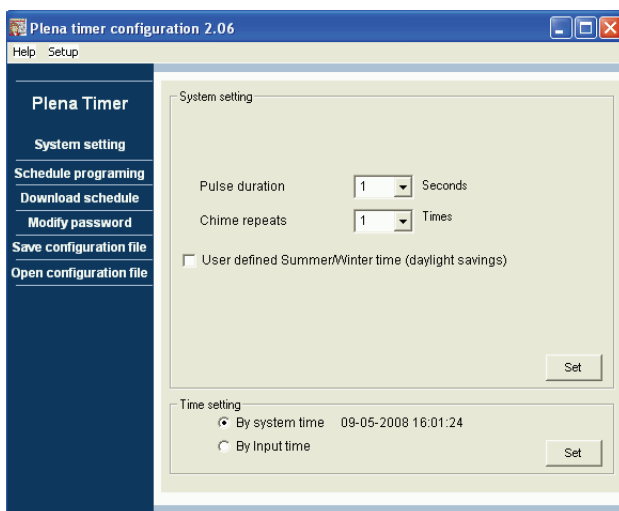 Plena timer configuration 2.06
Help Setup
Plena Timer
System setting
Schedule programing
Download schedule
Modify password
Save configuration file
Open configuration file
System setting
Pulse duration 1 Seconds
Chime repeats 1 Times
User defined Summer/Winter time (daylight savings)
Set
Time setting
By system time 09-05-2008 16:01:24
By Input time
Set